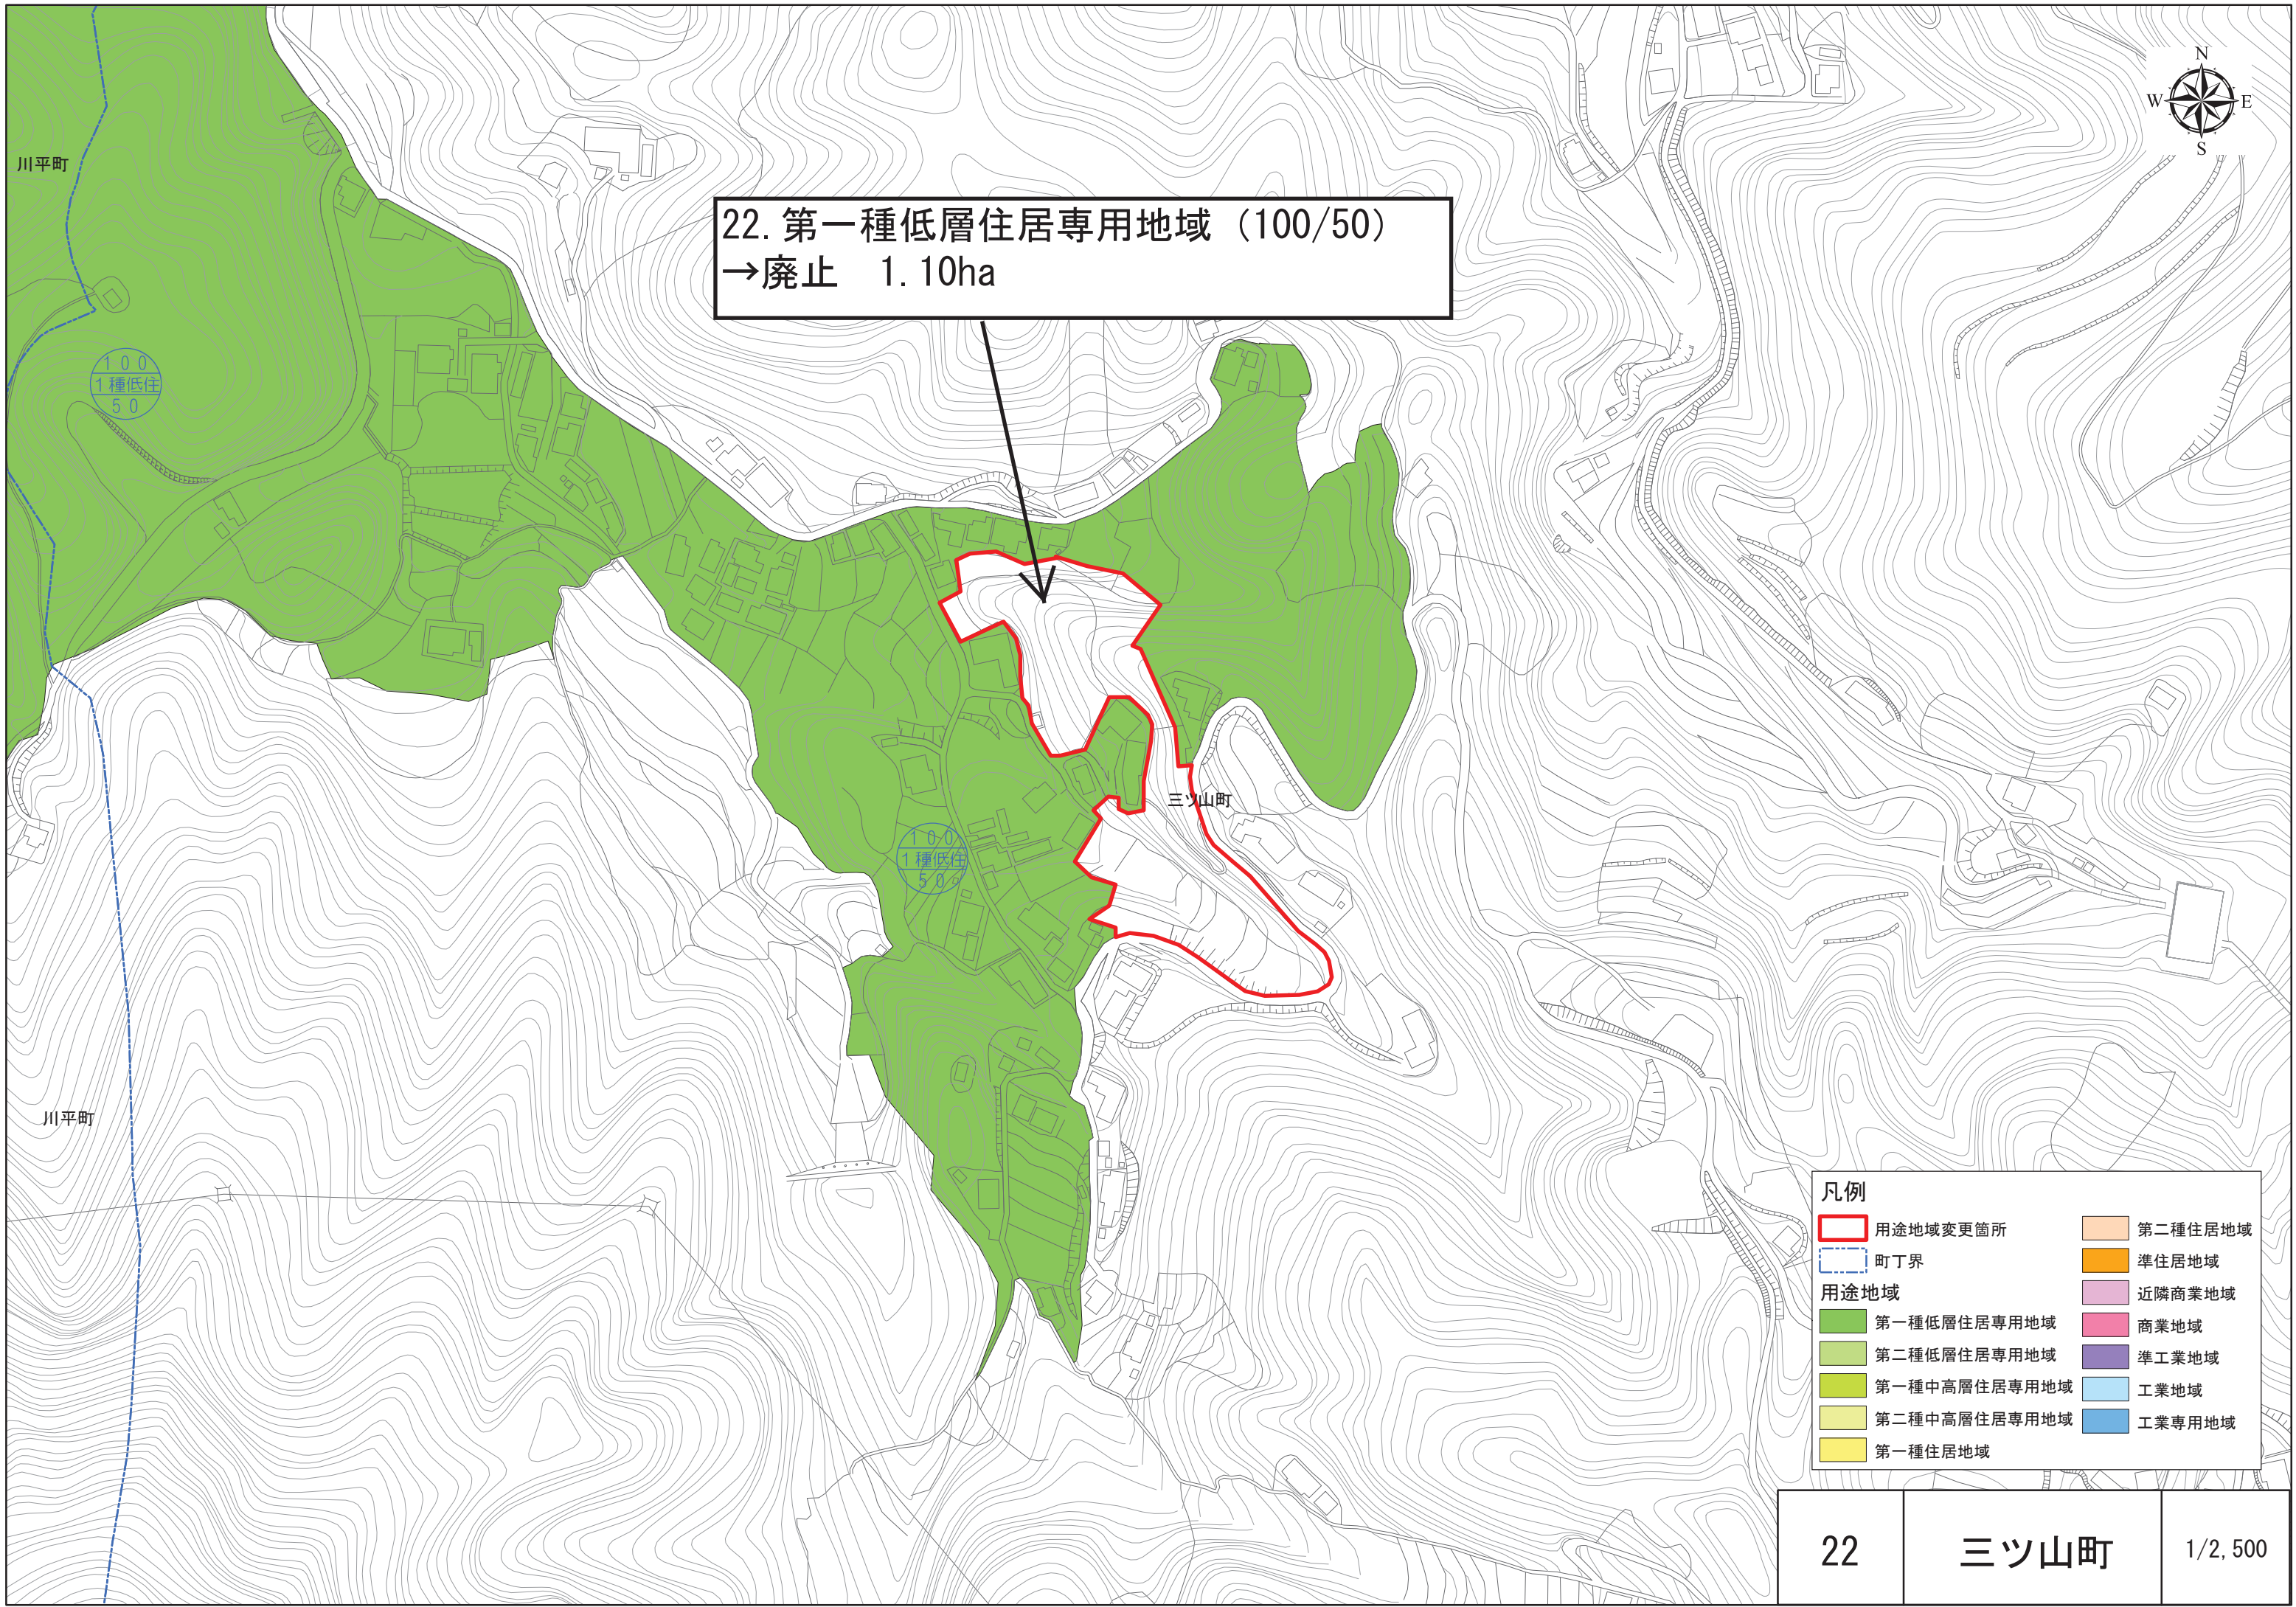 N
W
E
S
川平町
22.第一種低層住居専用地域（100/50）
→廃止　1.10ha
100
1種低住
50
三ツ山町
100
1種低住
50
川平町
凡例
用途地域変更箇所
町丁界
用途地域
第一種低層住居専用地域
第二種低層住居専用地域
第一種中高層住居専用地域
第二種中高層住居専用地域
第一種住居地域
第二種住居地域
準住居地域
近隣商業地域
商業地域
準工業地域
工業地域
工業専用地域
22
三ツ山町
1/2,500